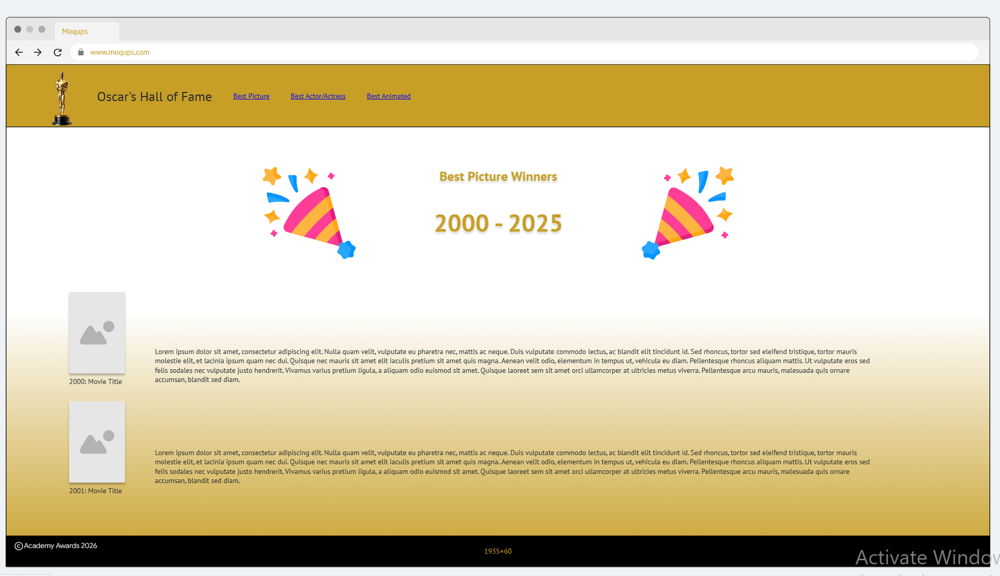 Moqups
www.moqups.com
Oscar's Hall of Fame
Best Picture
Best Actor/Actress
Best Animated
Best Picture Winners
2000 - 2025
Lorem ipsum dolor sit amet, consectetur adipiscing elit. Nulla quam velit, vulputate eu pharetra nec, mattis ac neque. Duis vulputate commodo lectus, ac blandit elit tincidunt id. Sed rhoncus, tortor sed eleifend tristique, tortor mauris
molestie elit, et lacinia ipsum quam nec dui. Quisque nec mauris sit amet elit iaculis pretium sit amet quis magna. Aenean velit odio, elementum in tempus ut, vehicula eu diam. Pellentesque rhoncus aliquam mattis. Ut vulputate eros sed
felis sodales nec vulputate justo hendrerit. Vivamus varius pretium ligula, a aliquam odio euismod sit amet. Quisque laoreet sem sit amet orci ullamcorper at ultricies metus viverra. Pellentesque arcu mauris, malesuada quis ornare
accumsan, blandit sed diam.
2000: Movie Title
Lorem ipsum dolor sit amet, consectetur adipiscing elit. Nulla quam velit, vulputate eu pharetra nec, mattis ac neque. Duis vulputate commodo lectus, ac blandit elit tincidunt id. Sed rhoncus, tortor sed eleifend tristique, tortor mauris
molestie elit, et lacinia ipsum quam nec dui. Quisque nec mauris sit amet elit iaculis pretium sit amet quis magna. Aenean velit odio, elementum in tempus ut, vehicula eu diam. Pellentesque rhoncus aliquam mattis. Ut vulputate eros sed
felis sodales nec vulputate justo hendrerit. Vivamus varius pretium ligula, a aliquam odio euismod sit amet. Quisque laoreet sem sit amet orci ullamcorper at ultricies metus viverra. Pellentesque arcu mauris, malesuada quis ornare
accumsan, blandit sed diam.
2001: Movie Title
© Academy Awards 2026
1935×60
Activate Window